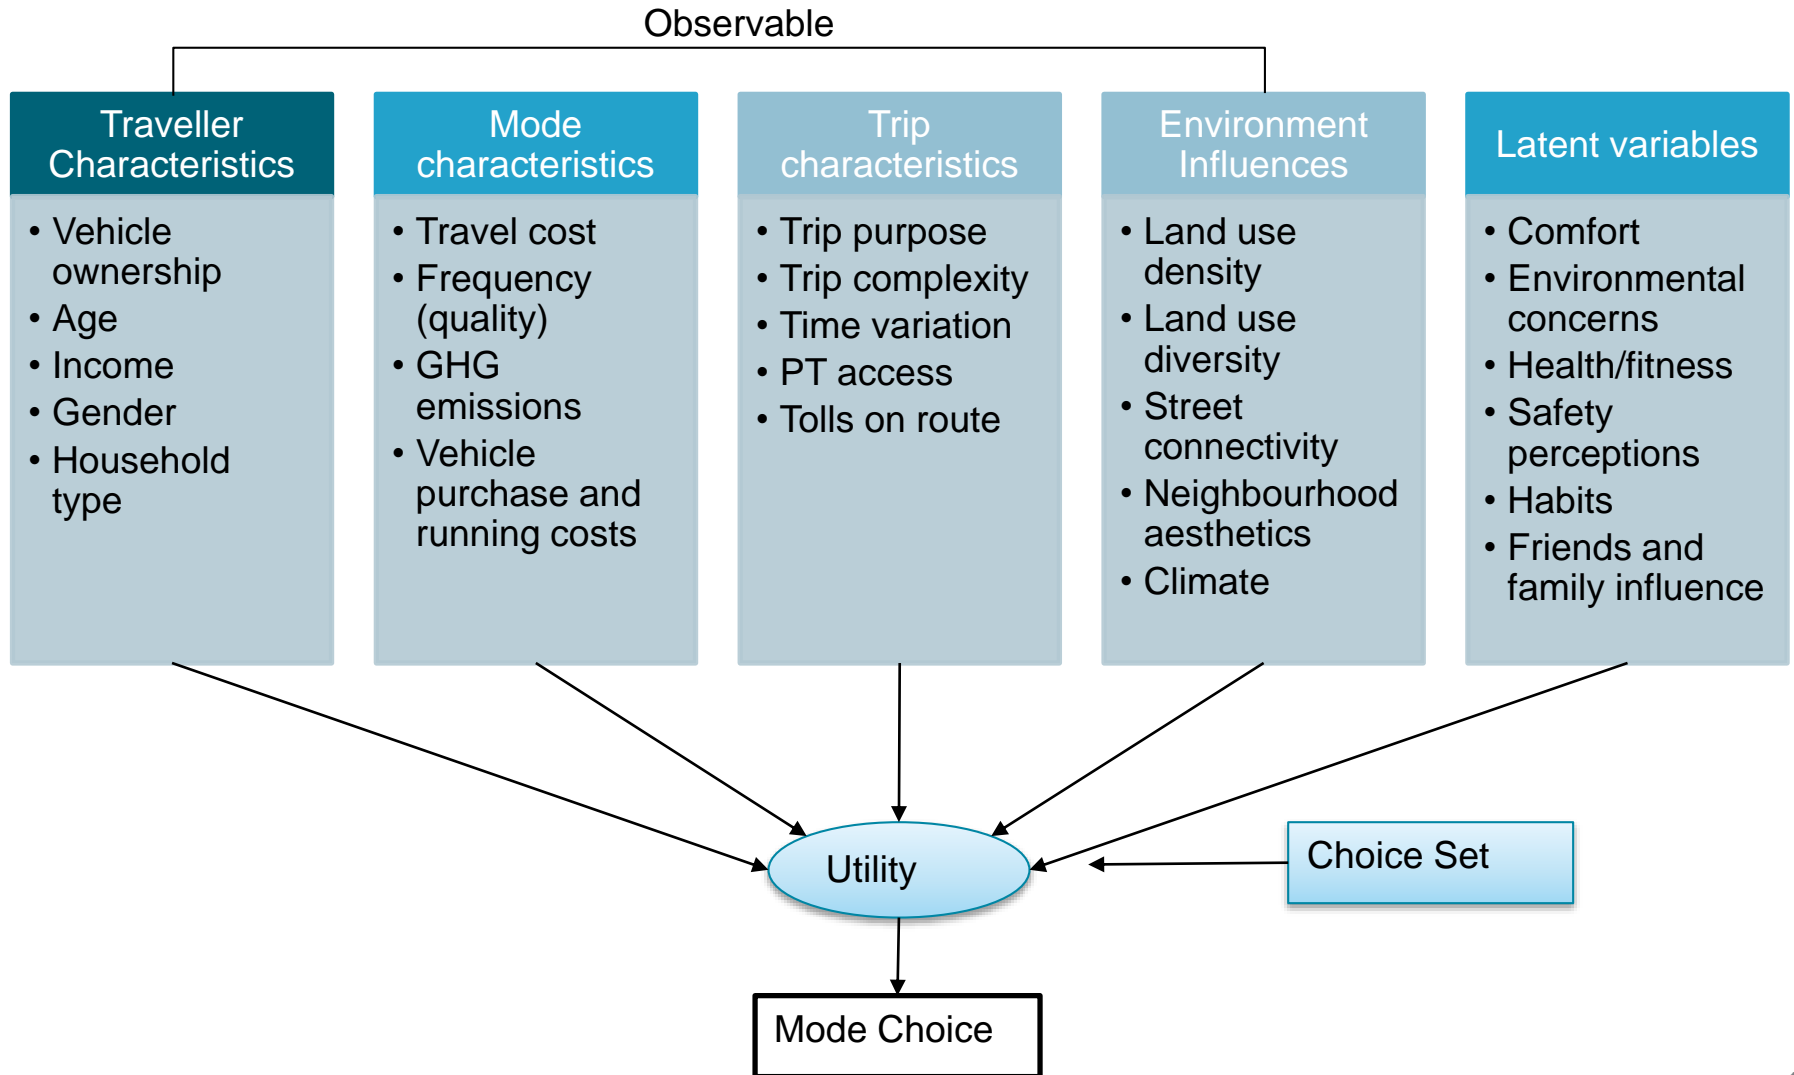 Observable
Traveller
Characteristics
• Vehicle
ownership
• Age
• Income
• Gender
• Household
type
Mode
characteristics
• Travel cost
• Frequency
(quality)
• GHG
emissions
• Vehicle
purchase and
running costs
Trip
characteristics
• Trip purpose
• Trip complexity
• Time variation
• PT access
• Tolls on route
Environment
Influences
• Land use
density
• Land use
diversity
• Street
connectivity
• Neighbourhood
aesthetics
• Climate
Latent variables
• Comfort
• Environmental
concerns
• Health/fitness
• Safety
perceptions
• Habits
• Friends and
family influence
Utility
Choice Set
Mode Choice